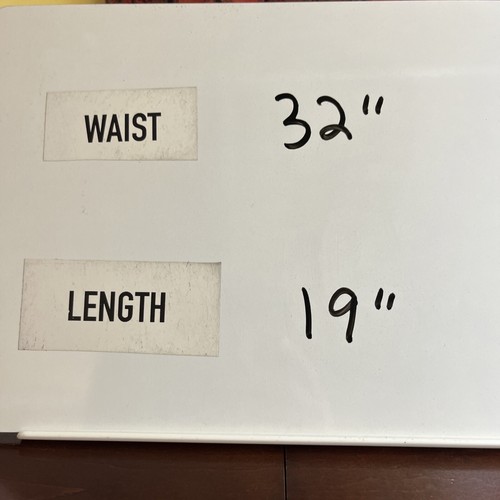 WAIST 32"
LENGTH 19"